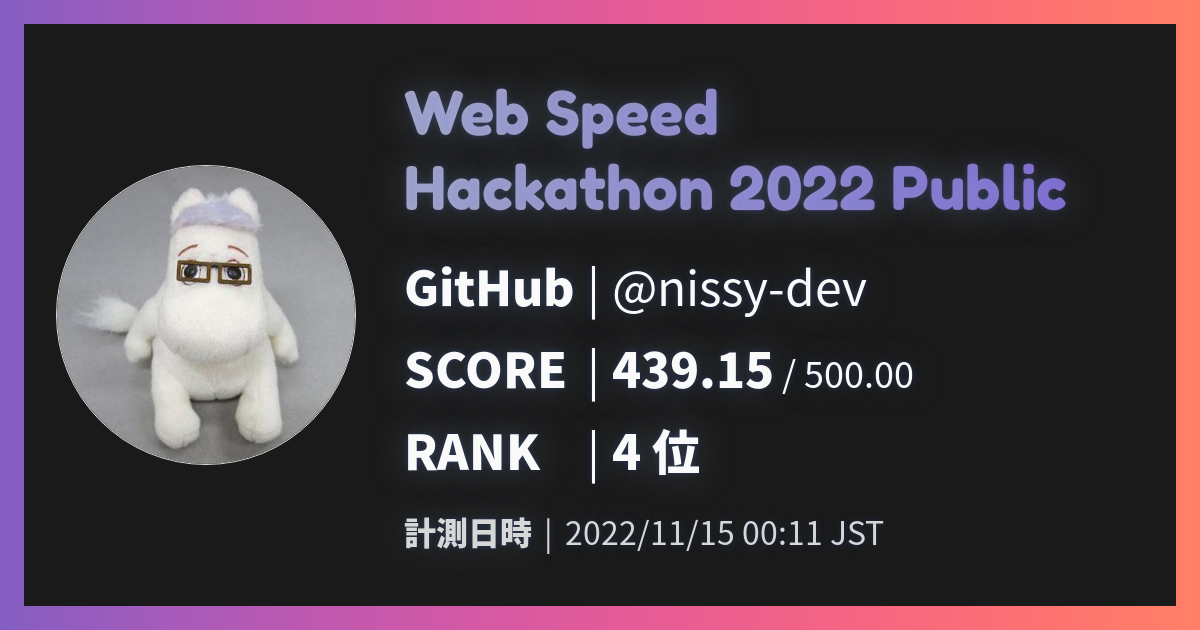 Web Speed
Hackathon 2022 Public
GitHub | @nissy-dev
SCORE | 439.15 / 500.00
RANK | 4 位
計測日時 | 2022/11/15 00:11 JST